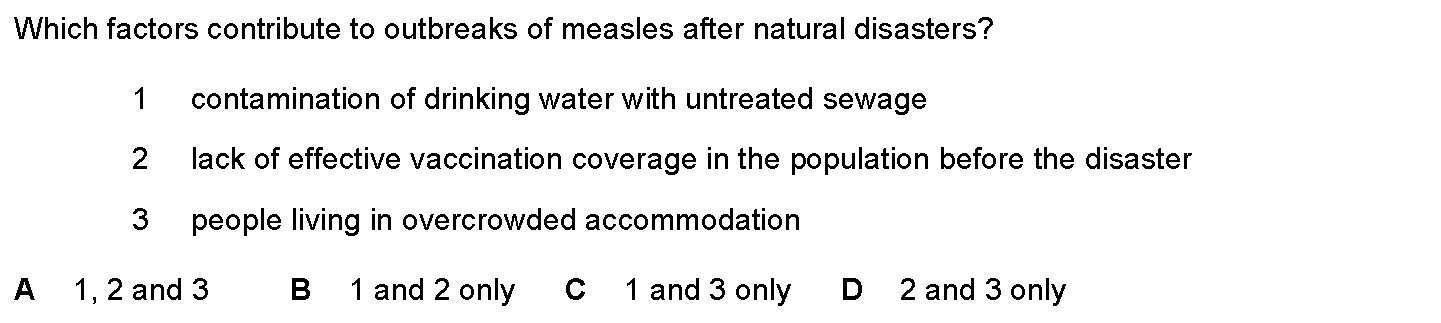 Which factors contribute to outbreaks of measles after natural disasters?
1 contamination of drinking water with untreated sewage
2 lack of effective vaccination coverage in the population before the disaster
3 people living in overcrowded accommodation
A 1, 2 and 3 B 1 and 2 only C 1 and 3 only D 2 and 3 only